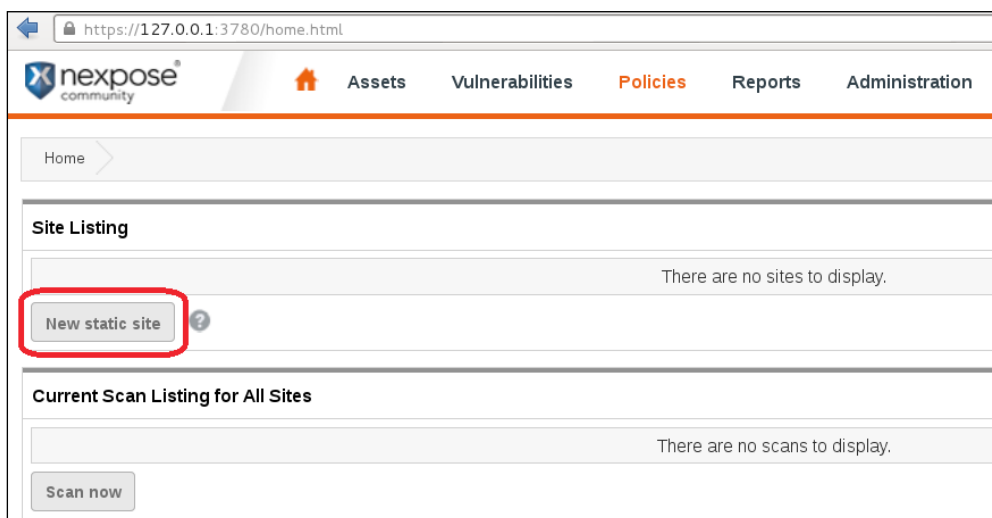 https://127.0.0.1:3780/home.html
nexpose®
community
Assets Vulnerabilities Policies Reports Administration
Home
Site Listing
There are no sites to display.
New static site ?
Current Scan Listing for All Sites
There are no scans to display.
Scan now